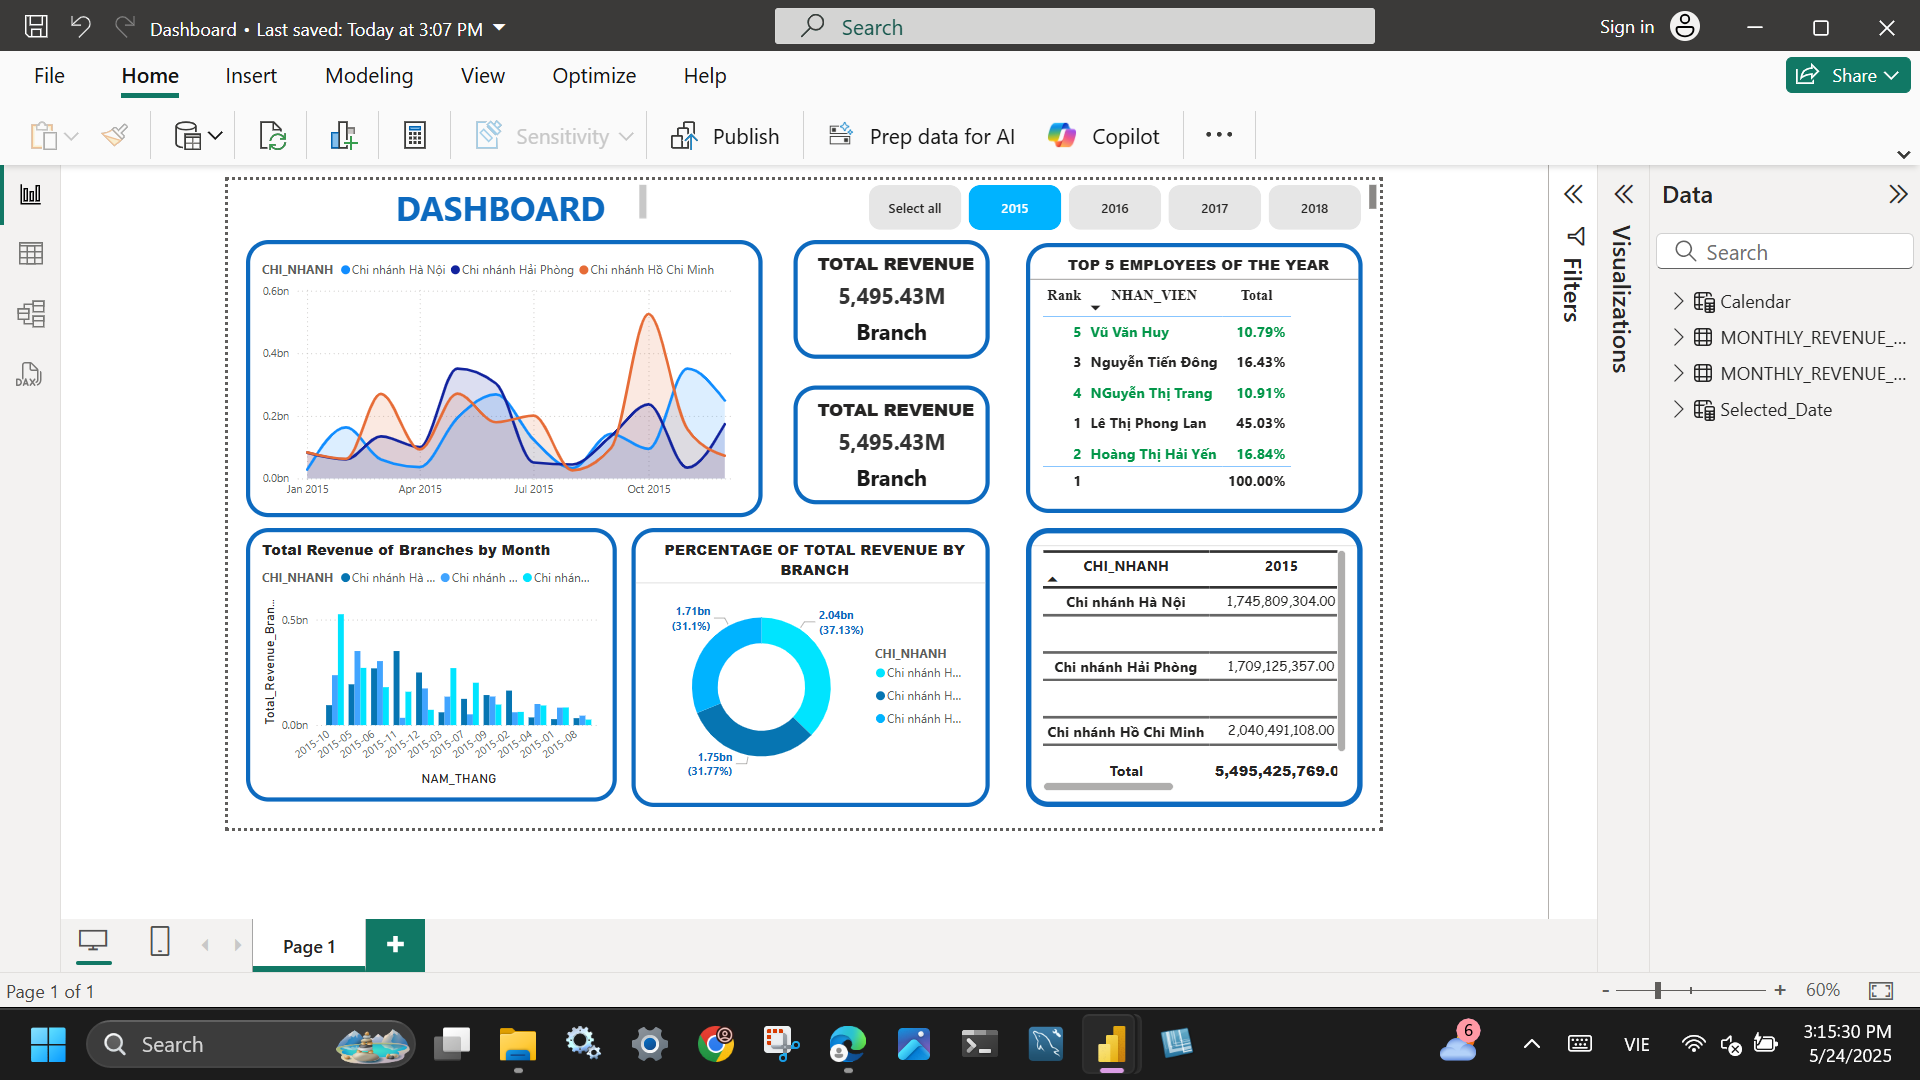 Dashboard • Last saved: Today at 3:07 PM
Search
Sign in
File
Home
Insert
Modeling
View
Optimize
Help
Share
Sensitivity
Publish
Prep data for AI
Copilot
DAX
DASHBOARD
Select all
2015
2016
2017
2018
CHI_NHANH Chi nhánh Hà Nội Chi nhánh Hải Phòng Chi nhánh Hồ Chi Minh
0.6bn
0.4bn
0.2bn
0.0bn
Jan 2015 Apr 2015 Jul 2015 Oct 2015
TOTAL REVENUE
5,495.43M
Branch
TOTAL REVENUE
5,495.43M
Branch
TOP 5 EMPLOYEES OF THE YEAR
Rank NHAN_VIEN Total
5 Vũ Văn Huy 10.79%
3 Nguyễn Tiến Đông 16.43%
4 NGuyễn Thị Trang 10.91%
1 Lê Thị Phong Lan 45.03%
2 Hoàng Thị Hải Yến 16.84%
1 100.00%
Total Revenue of Branches by Month
CHI_NHANH Chi nhánh Hà ... Chi nhánh ... Chi nhán...
Total_Revenue_Bran...
0.5bn
0.0bn
2015-10 2015-05 2015-06 2015-11 2015-12 2015-03 2015-07 2015-09 2015-02 2015-04 2015-01 2015-08
NAM_THANG
PERCENTAGE OF TOTAL REVENUE BY
BRANCH
1.71bn
(31.1%)
2.04bn
(37.13%)
1.75bn
(31.77%)
CHI_NHANH
Chi nhánh H...
Chi nhánh H...
Chi nhánh H...
CHI_NHANH 2015
Chi nhánh Hà Nội 1,745,809,304.00
Chi nhánh Hải Phòng 1,709,125,357.00
Chi nhánh Hồ Chi Minh 2,040,491,108.00
Total 5,495,425,769.0
Filters
Visualizations
Data
Search
Calendar
MONTHLY_REVENUE_...
MONTHLY_REVENUE_...
Selected_Date
Page 1
Page 1 of 1
- + 60%
Search
6
VIE
3:15:30 PM
5/24/2025